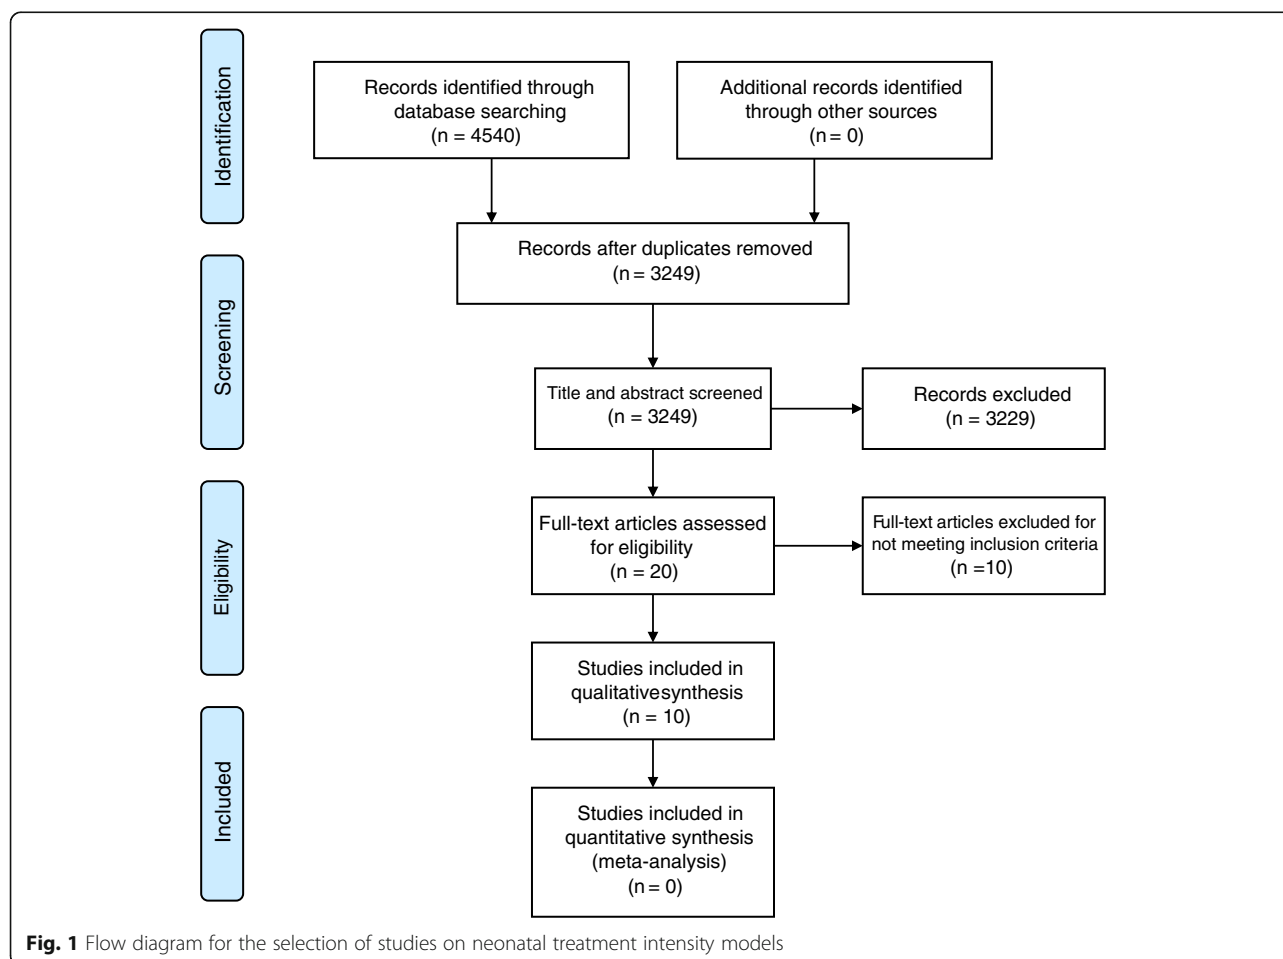 Identification
Records identified through
database searching
(n = 4540)
Additional records identified
through other sources
(n = 0)
Records after duplicates removed
(n = 3249)
Screening
Title and abstract screened
(n = 3249)
Records excluded
(n = 3229)
Eligibility
Full-text articles assessed
for eligibility
(n = 20)
Full-text articles excluded for
not meeting inclusion criteria
(n =10)
Studies included in
qualitativesynthesis
(n = 10)
Included
Studies included in
quantitative synthesis
(meta-analysis)
(n = 0)
Fig. 1 Flow diagram for the selection of studies on neonatal treatment intensity models